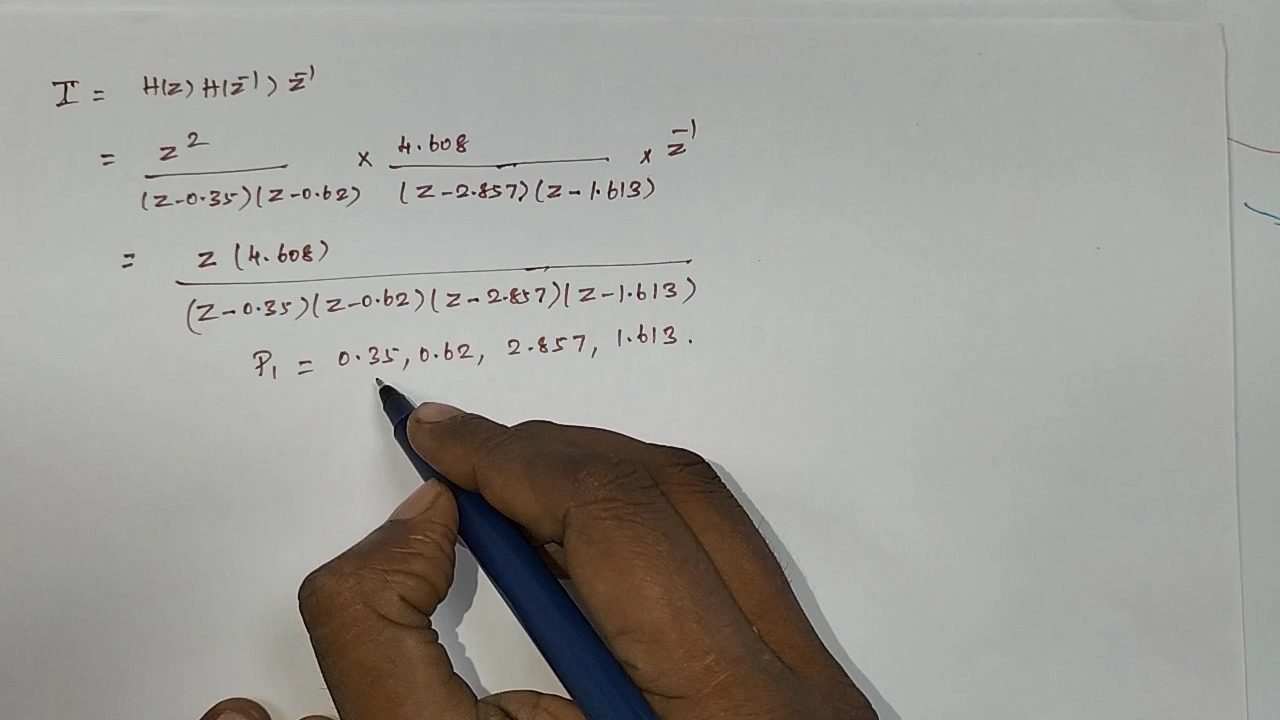 I = H(z) H(z⁻¹) z⁻¹
= z² / (z-0.35)(z-0.62) × 4.608 / (z-2.857)(z-1.613) × z⁻¹
= z (4.608) / (z-0.35)(z-0.62)(z-2.857)(z-1.613)
P₁ = 0.35, 0.62, 2.857, 1.613.